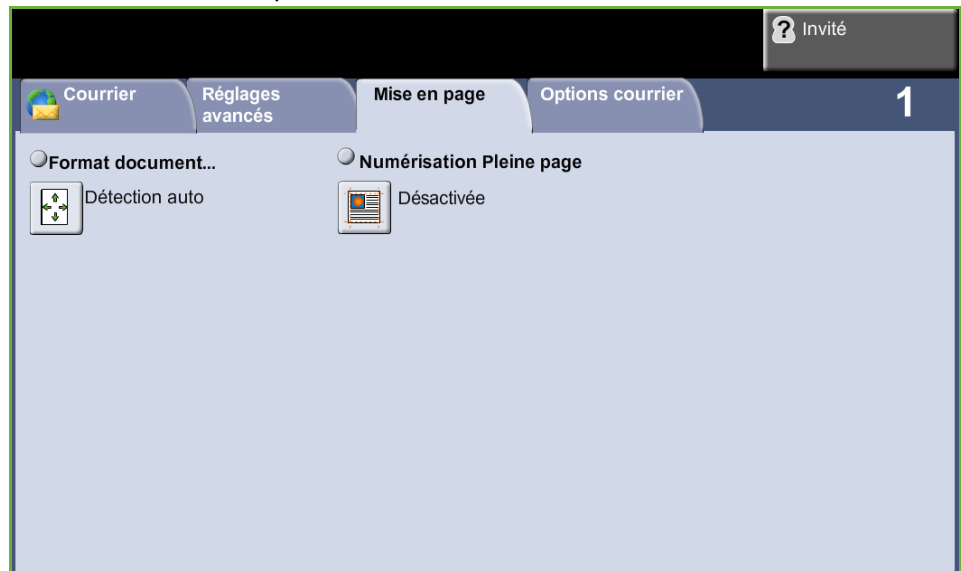 Invité
Courrier
Réglages
avancés
Mise en page
Options courrier
1
Format document...
Numérisation Pleine page
Détection auto
Désactivée